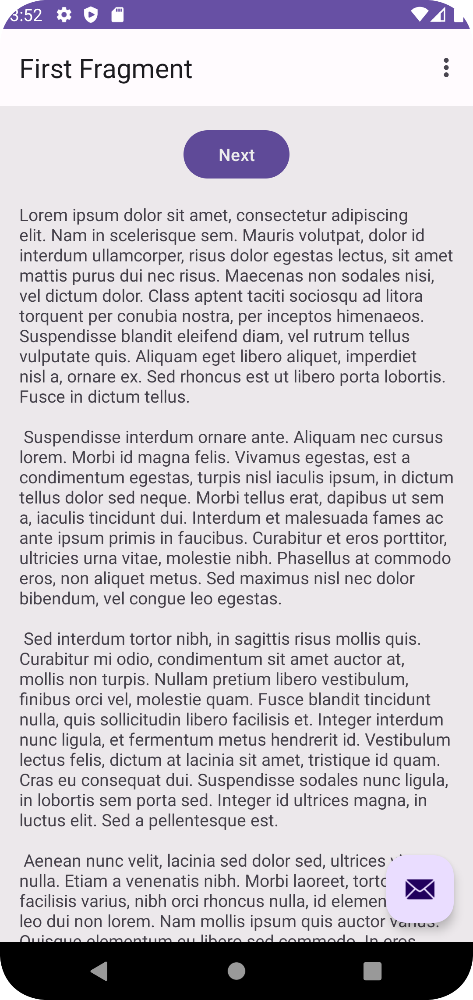 3:52
First Fragment
Next
Lorem ipsum dolor sit amet, consectetur adipiscing
elit. Nam in scelerisque sem. Mauris volutpat, dolor id
interdum ullamcorper, risus dolor egestas lectus, sit amet
mattis purus dui nec risus. Maecenas non sodales nisi,
vel dictum dolor. Class aptent taciti sociosqu ad litora
torquent per conubia nostra, per inceptos himenaeos.
Suspendisse blandit eleifend diam, vel rutrum tellus
vulputate quis. Aliquam eget libero aliquet, imperdiet
nisl a, ornare ex. Sed rhoncus est ut libero porta lobortis.
Fusce in dictum tellus.
Suspendisse interdum ornare ante. Aliquam nec cursus
lorem. Morbi id magna felis. Vivamus egestas, est a
condimentum egestas, turpis nisl iaculis ipsum, in dictum
tellus dolor sed neque. Morbi tellus erat, dapibus ut sem
a, iaculis tincidunt dui. Interdum et malesuada fames ac
ante ipsum primis in faucibus. Curabitur et eros porttitor,
ultricies urna vitae, molestie nibh. Phasellus at commodo
eros, non aliquet metus. Sed maximus nisl nec dolor
bibendum, vel congue leo egestas.
Sed interdum tortor nibh, in sagittis risus mollis quis.
Curabitur mi odio, condimentum sit amet auctor at,
mollis non turpis. Nullam pretium libero vestibulum,
finibus orci vel, molestie quam. Fusce blandit tincidunt
nulla, quis sollicitudin libero facilisis et. Integer interdum
nunc ligula, et fermentum metus hendrerit id. Vestibulum
lectus felis, dictum at lacinia sit amet, tristique id quam.
Cras eu consequat dui. Suspendisse sodales nunc ligula,
in lobortis sem porta sed. Integer id ultrices magna, in
luctus elit. Sed a pellentesque est.
Aenean nunc velit, lacinia sed dolor sed, ultrices
nulla. Etiam a venenatis nibh. Morbi laoreet,
facilisis varius, nibh orci rhoncus nulla, id
leo dui non lorem. Nam mollis ipsum quis auctor varius.
Quisque elementum eu libero sed commodo. In eros